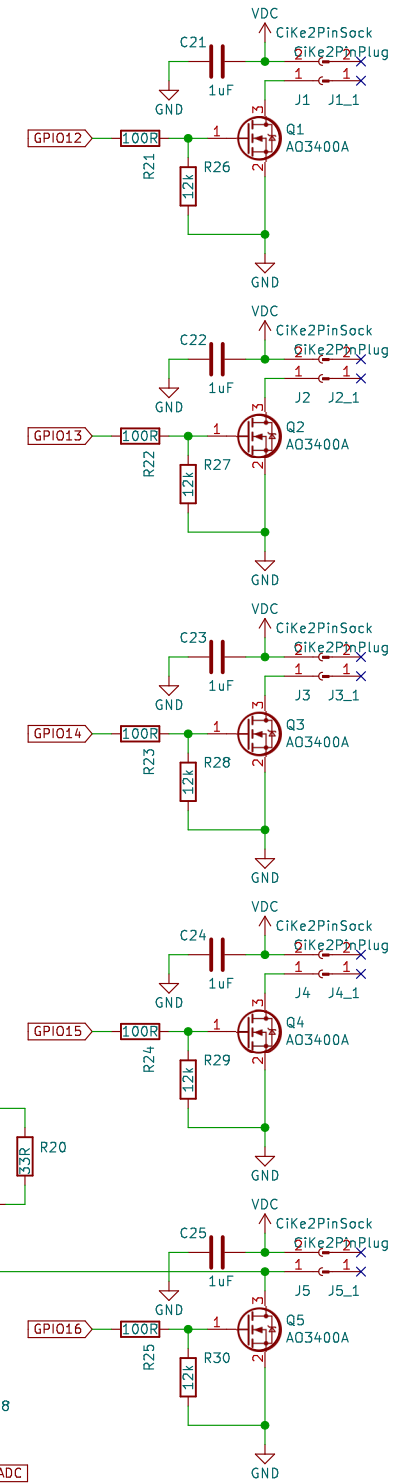 VDC
CiKe2PinSock
CiKe2PinPlug
C21
2 2
1 1
1uF
J1 J1_1
GND
3
Q1
GPIO12 100R 1
AO3400A
R21 R26
2
12k
GND
VDC
CiKe2PinSock
CiKe2PinPlug
C22
2 2
1 1
1uF
J2 J2_1
GND
3
Q2
GPIO13 100R 1
AO3400A
R22 R27
2
12k
GND
VDC
CiKe2PinSock
CiKe2PinPlug
C23
2 2
1 1
1uF
J3 J3_1
GND
3
Q3
GPIO14 100R 1
AO3400A
R23 R28
2
12k
GND
VDC
CiKe2PinSock
CiKe2PinPlug
C24
2 2
1 1
1uF
J4 J4_1
GND
3
Q4
GPIO15 100R 1
AO3400A
R24 R29
2
12k
GND
33R R20
VDC
CiKe2PinSock
CiKe2PinPlug
C25
2 2
1 1
1uF
J5 J5_1
GND
3
Q5
GPIO16 100R 1
AO3400A
R25 R30
2
12k
8
GND
ADC